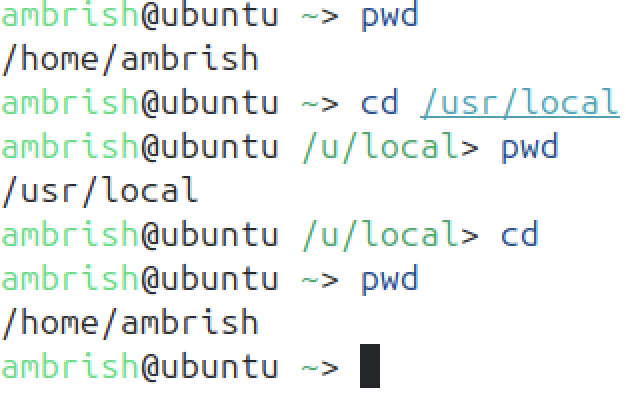 ambrish@ubuntu ~> pwd
/home/ambrish
ambrish@ubuntu ~> cd /usr/local
ambrish@ubuntu /u/local> pwd
/usr/local
ambrish@ubuntu /u/local> cd
ambrish@ubuntu ~> pwd
/home/ambrish
ambrish@ubuntu ~>